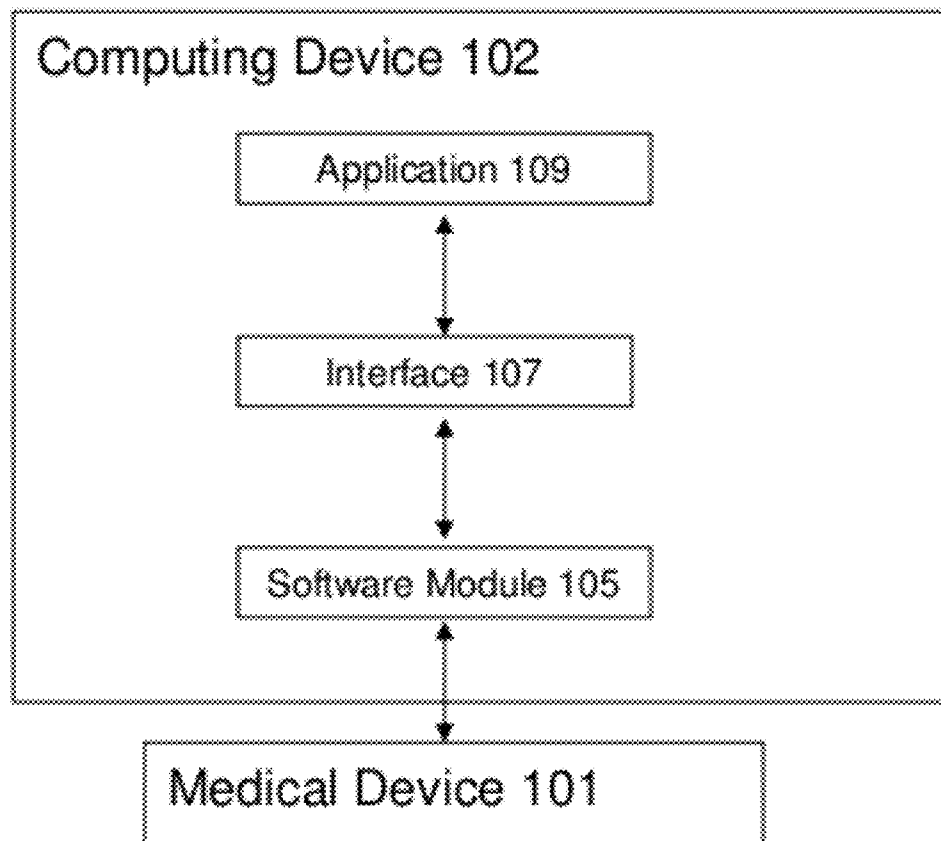 Computing Device 102
Application 109
Interface 107
Software Module 105
Medical Device 101